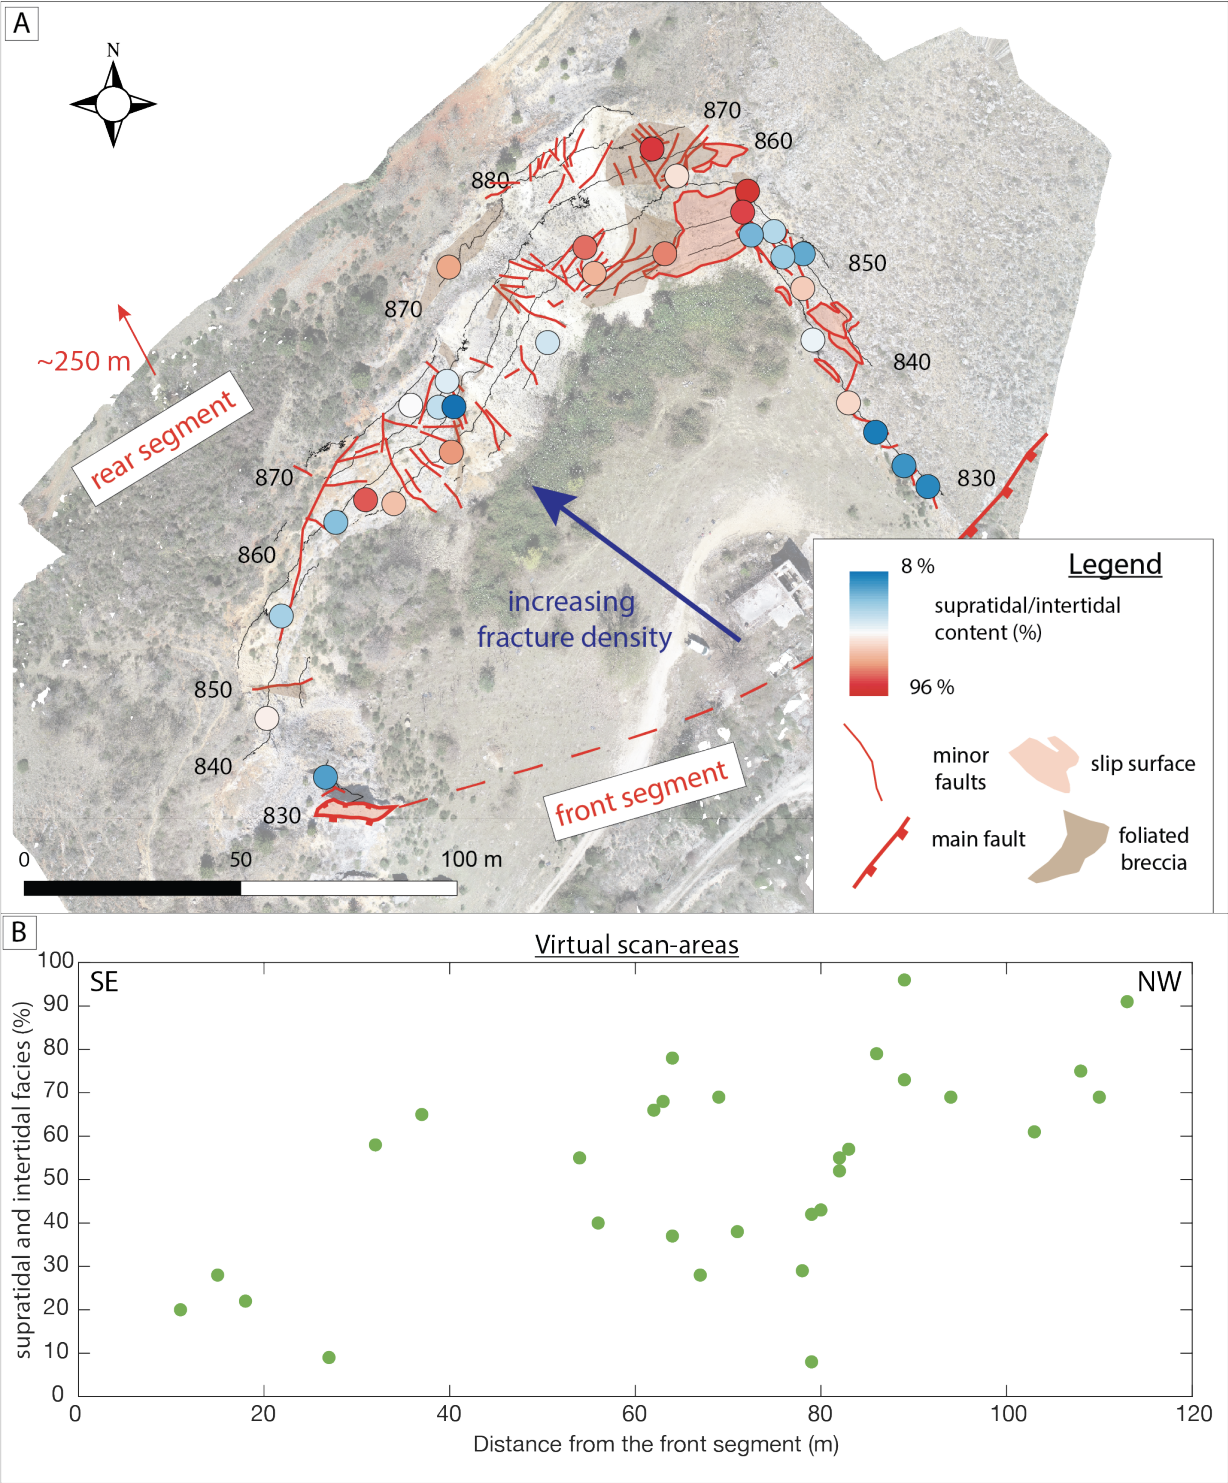 A
N
870
860
880
850
870
~250 m
840
rear segment
870
830
860
Legend
8 %
supratidal/intertidal
content (%)
96 %
increasing
fracture density
850
minor
faults
slip surface
840
front segment
830
main fault
foliated
breccia
0 50 100 m
B
Virtual scan-areas
SE
NW
supratidal and intertidal facies (%)
100
90
80
70
60
50
40
30
20
10
0
0 20 40 60 80 100 120
Distance from the front segment (m)